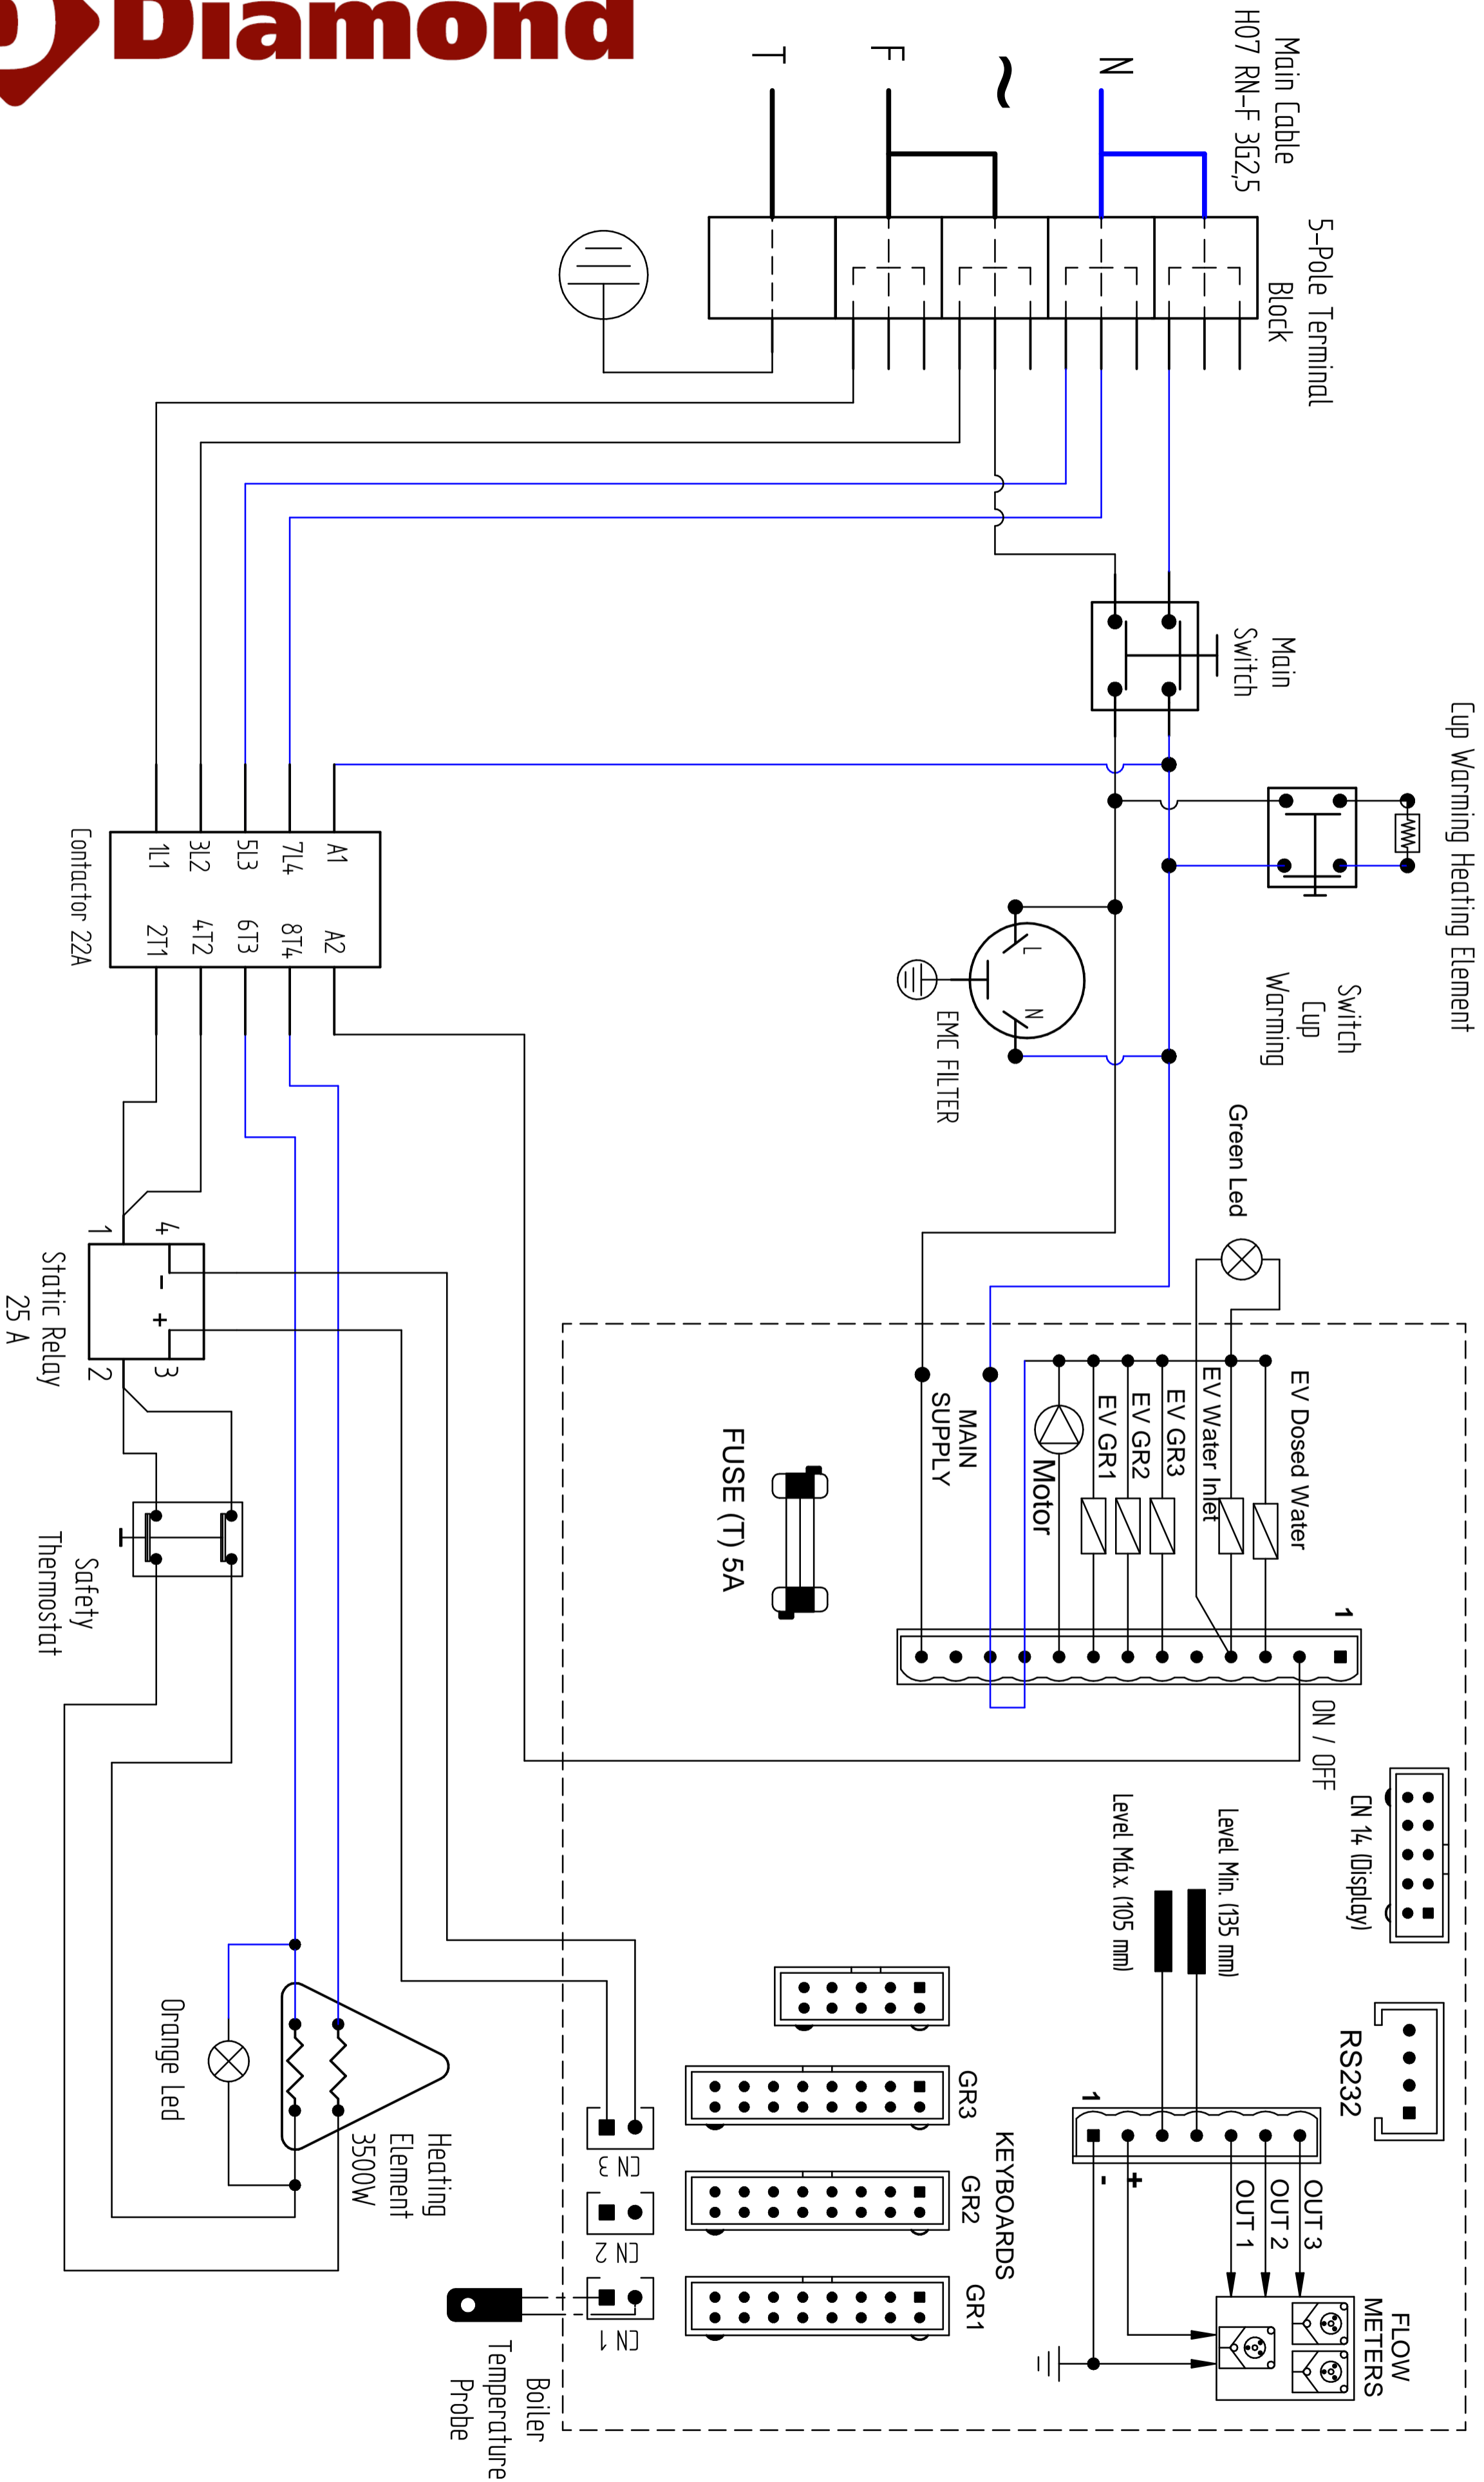 Diamond
Main Cable
H07 RN-F 3G2,5
T
F
~
N
5-Pole Terminal
Block
Main
Switch
Cup Warming Heating Element
Switch
Cup
Warming
L
N
EMC FILTER
Green Led
A1
7L4
5L3
3L2
1L1
A2
8T4
6T3
4T2
2T1
Contactor 22A
4
1
-
+
3
2
Static Relay
25 A
Safety
Thermostat
EV Dosed Water
EV Water Inlet
EV GR3
EV GR2
EV GR1
Motor
MAIN
SUPPLY
FUSE (T) 5A
1
ON / OFF
CN 14 (Display)
Level Min. (135 mm)
Level Máx. (105 mm)
RS232
1
-
+
OUT 3
OUT 2
OUT 1
FLOW
METERS
KEYBOARDS
GR3
GR2
GR1
CN 3
CN 2
CN 1
Heating
Element
3500W
Orange Led
Boiler
Temperature
Probe